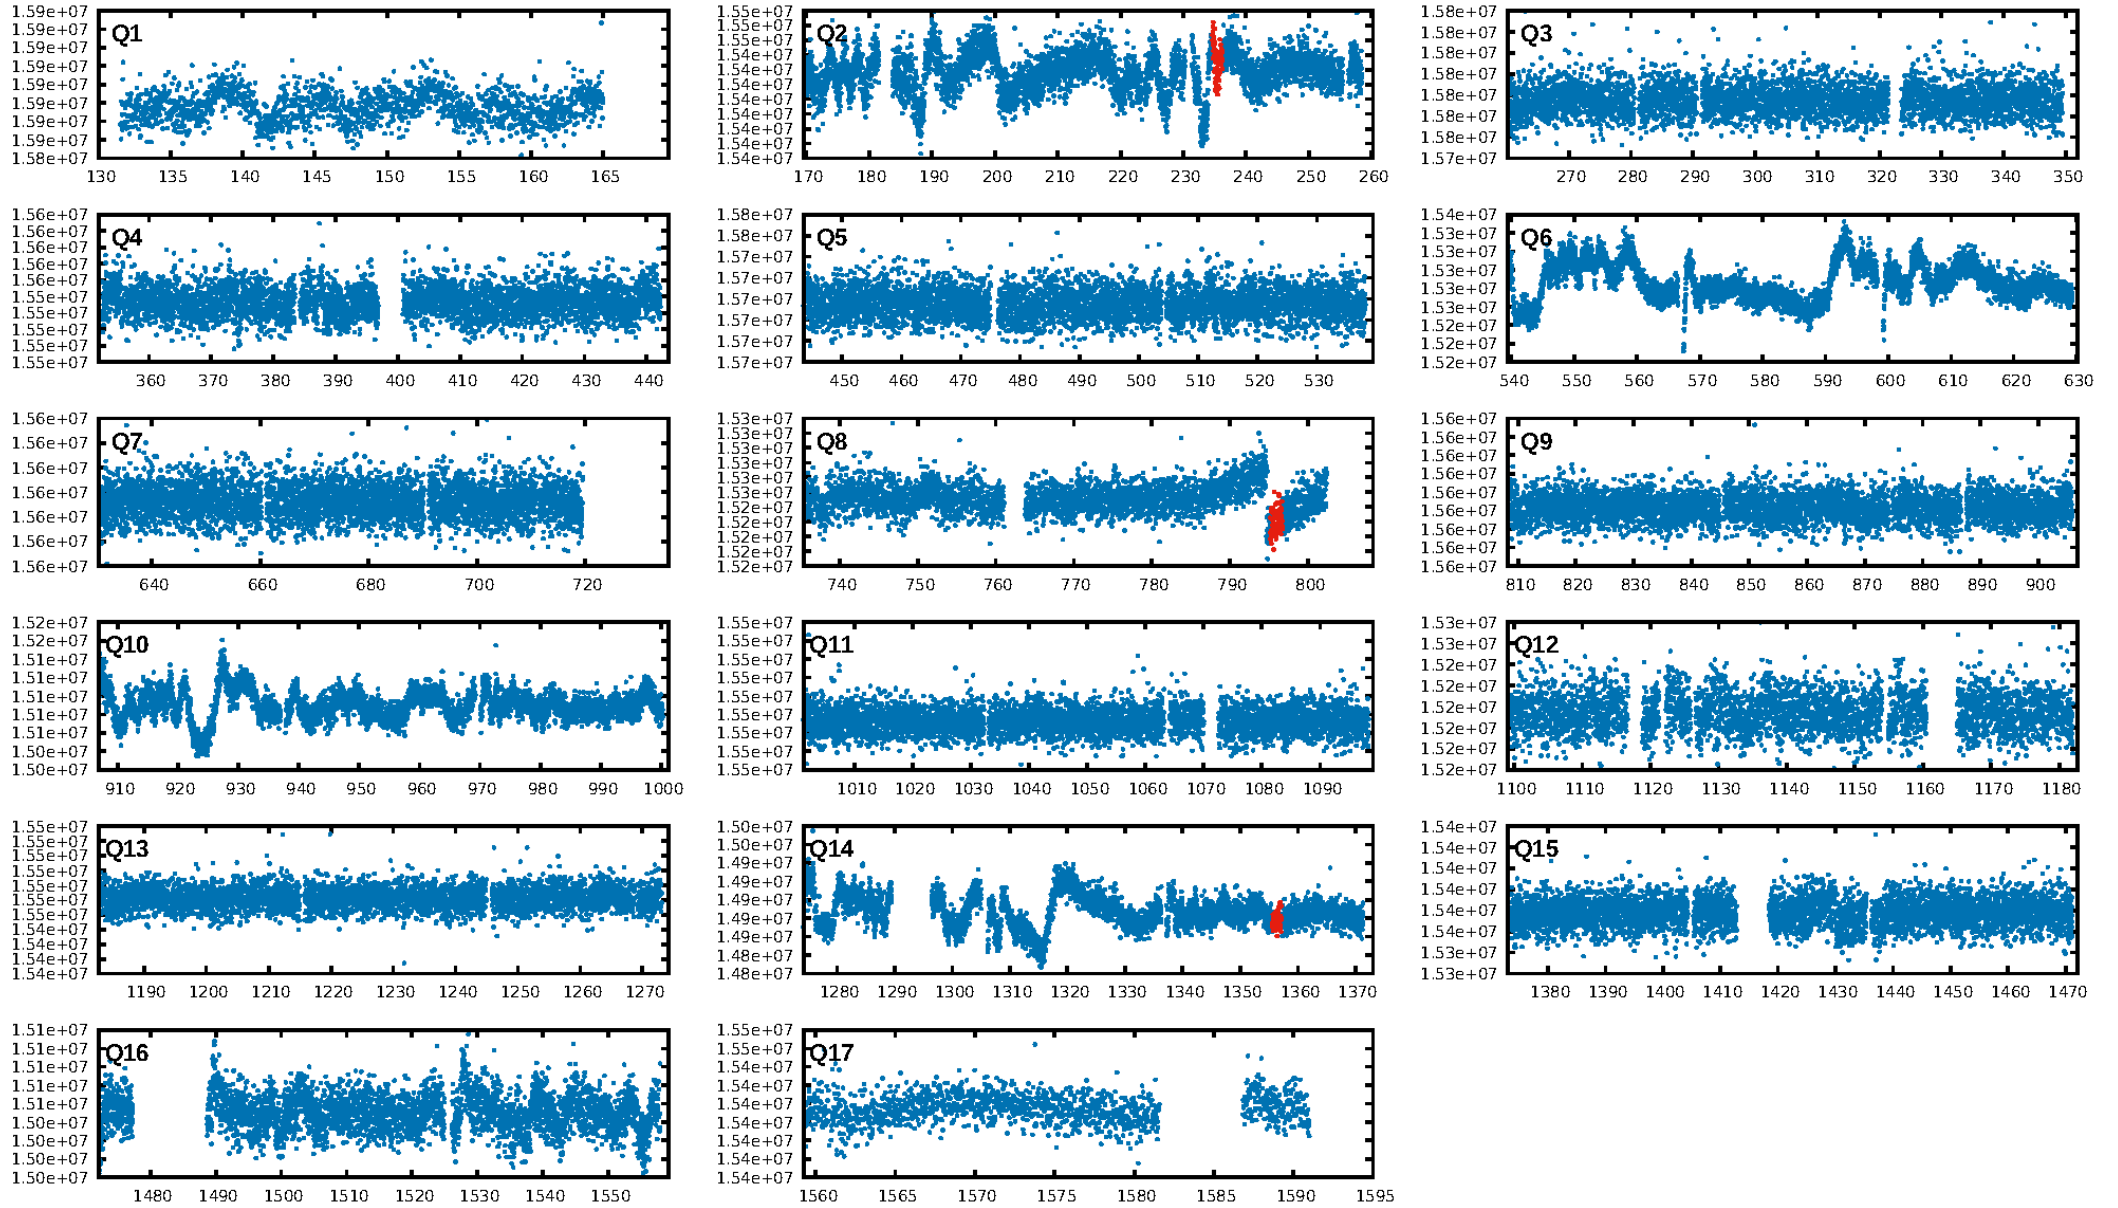 1.59e+07
1.59e+07
1.59e+07
1.59e+07
1.59e+07
1.59e+07
1.59e+07
1.59e+07
1.58e+07
Q1
130 135 140 145 150 155 160 165
1.55e+07
1.55e+07
1.55e+07
1.54e+07
1.54e+07
1.54e+07
1.54e+07
1.54e+07
1.54e+07
1.54e+07
1.54e+07
Q2
170 180 190 200 210 220 230 240 250 260
1.58e+07
1.58e+07
1.58e+07
1.58e+07
1.58e+07
1.58e+07
1.58e+07
1.57e+07
Q3
270 280 290 300 310 320 330 340 350
1.56e+07
1.56e+07
1.56e+07
1.56e+07
1.56e+07
1.55e+07
1.55e+07
1.55e+07
1.55e+07
1.55e+07
Q4
360 370 380 390 400 410 420 430 440
1.58e+07
1.58e+07
1.57e+07
1.57e+07
1.57e+07
1.57e+07
1.57e+07
1.57e+07
Q5
450 460 470 480 490 500 510 520 530
1.54e+07
1.53e+07
1.53e+07
1.53e+07
1.53e+07
1.53e+07
1.52e+07
1.52e+07
1.52e+07
Q6
540 550 560 570 580 590 600 610 620 630
1.56e+07
1.56e+07
1.56e+07
1.56e+07
1.56e+07
1.56e+07
1.56e+07
Q7
640 660 680 700 720
1.53e+07
1.53e+07
1.53e+07
1.53e+07
1.53e+07
1.53e+07
1.52e+07
1.52e+07
1.52e+07
1.52e+07
1.52e+07
Q8
740 750 760 770 780 790 800
1.56e+07
1.56e+07
1.56e+07
1.56e+07
1.56e+07
1.56e+07
1.56e+07
1.56e+07
1.56e+07
Q9
810 820 830 840 850 860 870 880 890 900
1.52e+07
1.51e+07
1.51e+07
1.51e+07
1.51e+07
1.51e+07
1.51e+07
1.50e+07
1.50e+07
Q10
910 920 930 940 950 960 970 980 990 1000
1.55e+07
1.55e+07
1.55e+07
1.55e+07
1.55e+07
1.55e+07
1.55e+07
1.55e+07
1.55e+07
Q11
1010 1020 1030 1040 1050 1060 1070 1080 1090
1.53e+07
1.53e+07
1.52e+07
1.52e+07
1.52e+07
1.52e+07
1.52e+07
1.52e+07
Q12
1100 1110 1120 1130 1140 1150 1160 1170 1180
1.55e+07
1.55e+07
1.55e+07
1.55e+07
1.55e+07
1.55e+07
1.55e+07
1.54e+07
1.54e+07
1.54e+07
1.54e+07
Q13
1190 1200 1210 1220 1230 1240 1250 1260 1270
1.50e+07
1.50e+07
1.49e+07
1.49e+07
1.49e+07
1.49e+07
1.49e+07
1.48e+07
1.48e+07
Q14
1280 1290 1300 1310 1320 1330 1340 1350 1360 1370
1.54e+07
1.54e+07
1.54e+07
1.54e+07
1.54e+07
1.54e+07
1.53e+07
1.53e+07
Q15
1380 1390 1400 1410 1420 1430 1440 1450 1460 1470
1.51e+07
1.51e+07
1.51e+07
1.51e+07
1.51e+07
1.50e+07
1.50e+07
1.50e+07
1.50e+07
Q16
1480 1490 1500 1510 1520 1530 1540 1550
1.55e+07
1.55e+07
1.54e+07
1.54e+07
1.54e+07
1.54e+07
1.54e+07
1.54e+07
1.54e+07
Q17
1560 1565 1570 1575 1580 1585 1590 1595